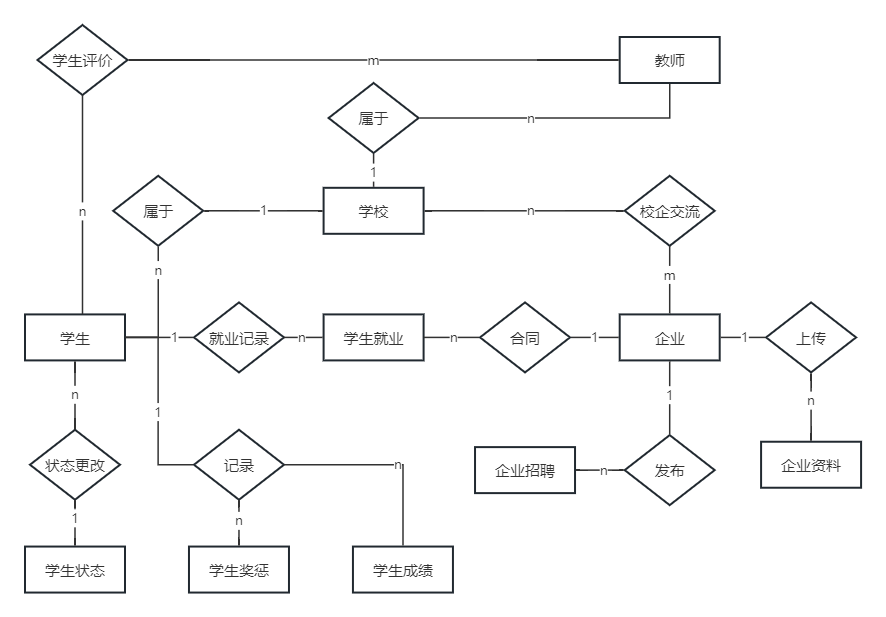 学生评价
m
教师
属于
n
1
属于
1
学校
n
校企交流
n
n
m
学生
1
就业记录
n
学生就业
n
合同
1
企业
1
上传
n
1
n
1
状态更改
记录
n
企业招聘
n
发布
企业资料
1
n
学生状态
学生奖惩
学生成绩